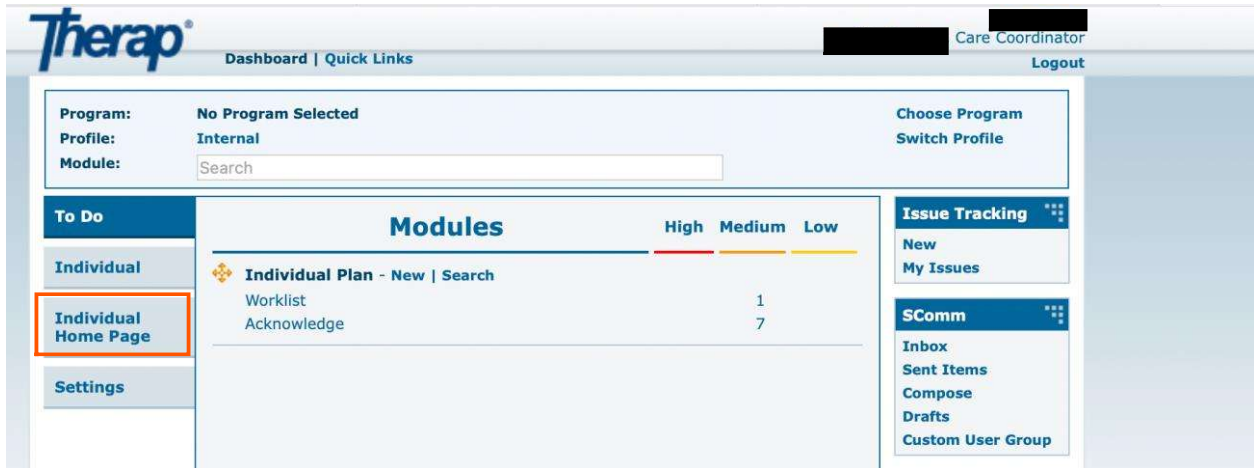 Therap®
Care Coordinator
Dashboard | Quick Links
Logout
Program: No Program Selected Choose Program
Profile: Internal Switch Profile
Module: Search
To Do
Individual
Individual
Home Page
Settings
Modules High Medium Low
Individual Plan - New | Search
Worklist 1
Acknowledge 7
Issue Tracking
New
My Issues
SComm
Inbox
Sent Items
Compose
Drafts
Custom User Group